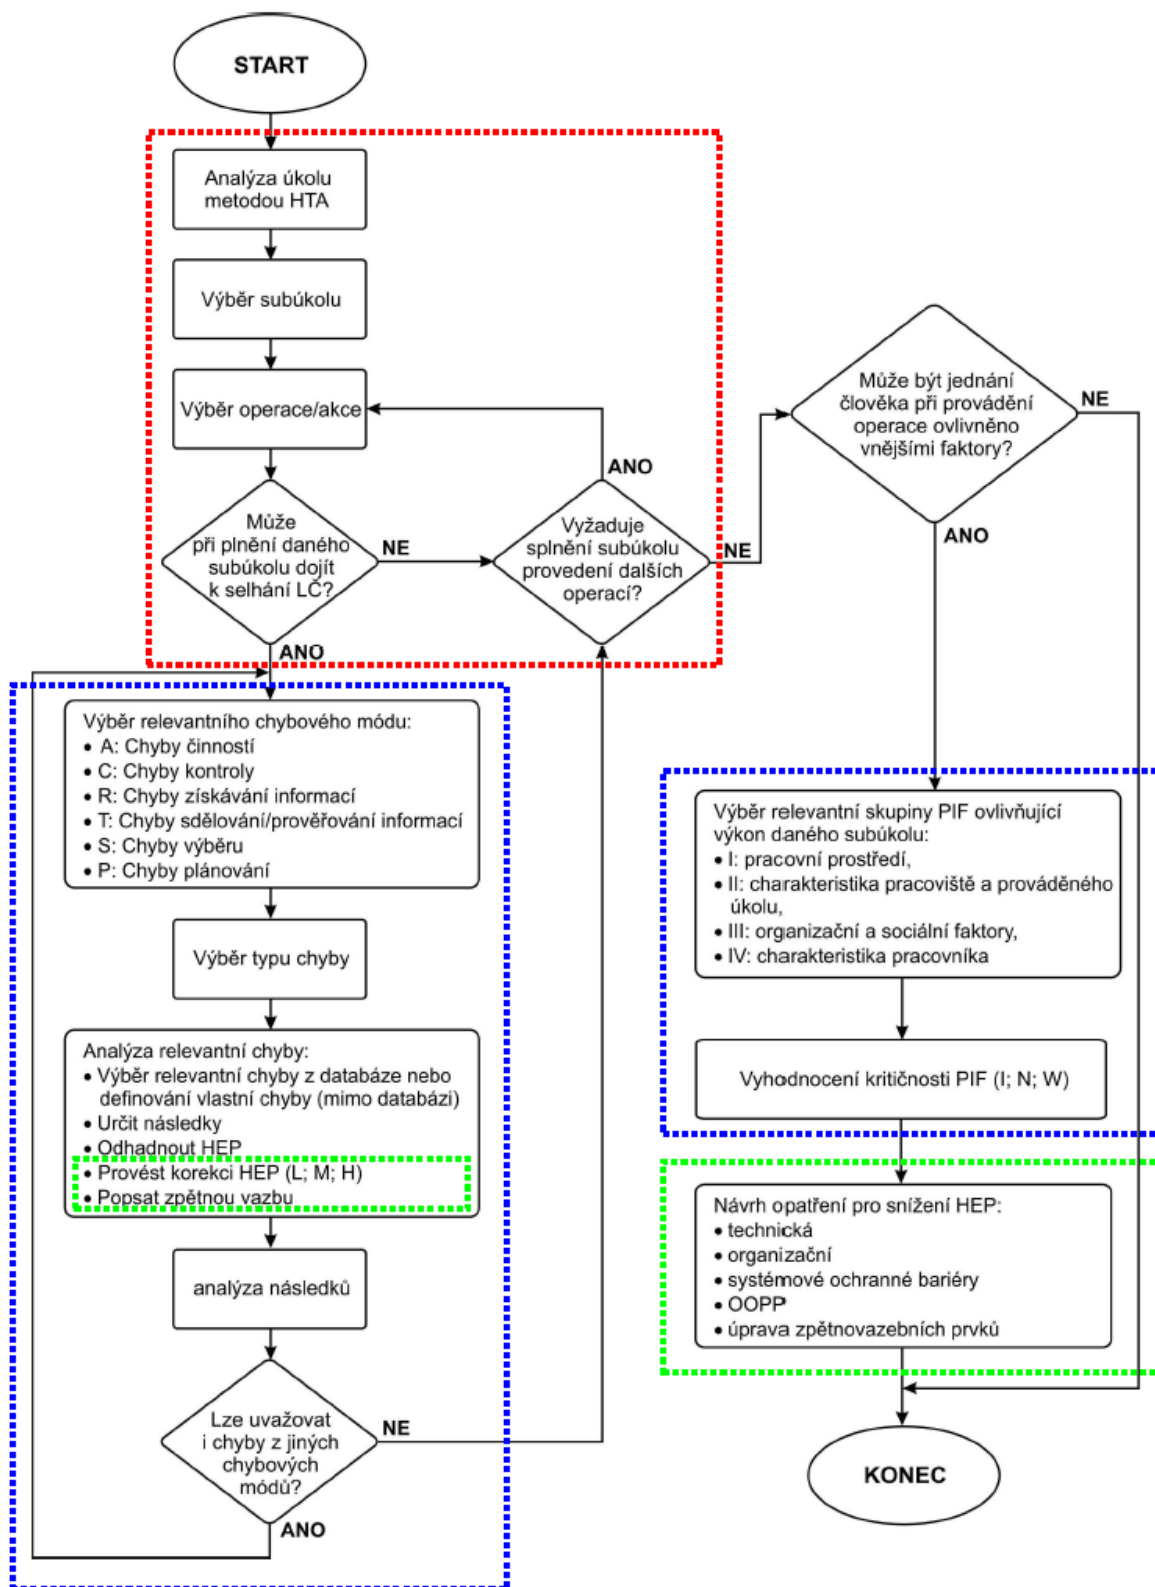 START
Analýza úkolu
metodou HTA
Výběr subúkolu
Výběr operace/akce
Může
při plnění daného
subúkolu dojít
k selhání LČ?
NE
ANO
Vyžaduje
splnění subúkolu
provedení dalších
operací?
ANO
NE
Může být jednání
člověka při provádění
operace ovlivněno
vnějšími faktory?
NE
ANO
Výběr relevantního chybového módu:
• A: Chyby činností
• C: Chyby kontroly
• R: Chyby získávání informací
• T: Chyby sdělování/prověřování informací
• S: Chyby výběru
• P: Chyby plánování
Výběr typu chyby
Analýza relevantní chyby:
• Výběr relevantní chyby z databáze nebo
definování vlastní chyby (mimo databázi)
• Určit následky
• Odhadnout HEP
• Provést korekci HEP (L; M; H)
• Popsat zpětnou vazbu
analýza následků
Lze uvažovat
i chyby z jiných
chybových
módů?
NE
ANO
Výběr relevantní skupiny PIF ovlivňující
výkon daného subúkolu:
• I: pracovní prostředí,
• II: charakteristika pracoviště a prováděného
úkolu,
• III: organizační a sociální faktory,
• IV: charakteristika pracovníka
Vyhodnocení kritičnosti PIF (I; N; W)
Návrh opatření pro snížení HEP:
• technická
• organizační
• systémové ochranné bariéry
• OOPP
• úprava zpětnovazebních prvků
KONEC